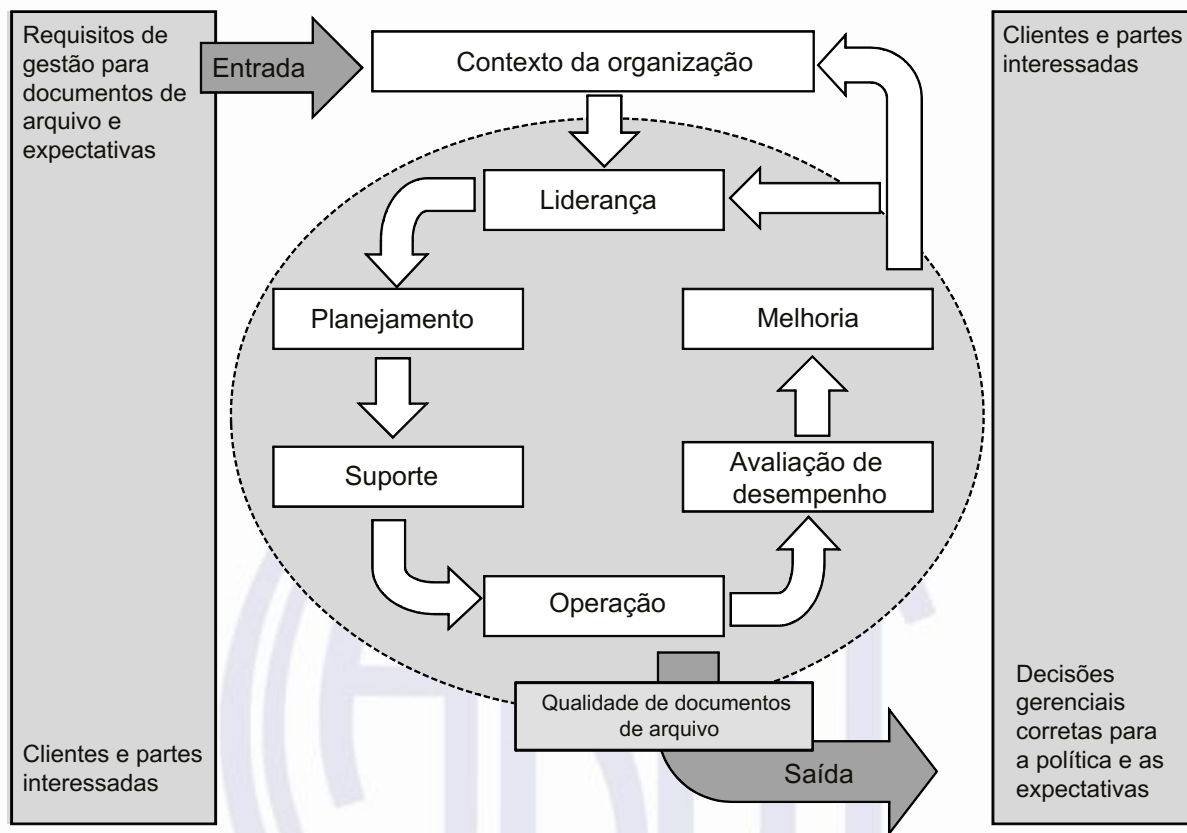 Requisitos de
gestão para
documentos de
arquivo e
expectativas
Clientes e partes
interessadas
Entrada
Contexto da organização
Liderança
Planejamento
Suporte
Operação
Avaliação de
desempenho
Melhoria
Qualidade de documentos
de arquivo
Saída
Clientes e partes
interessadas
Decisões
gerenciais
corretas para
a política e as
expectativas